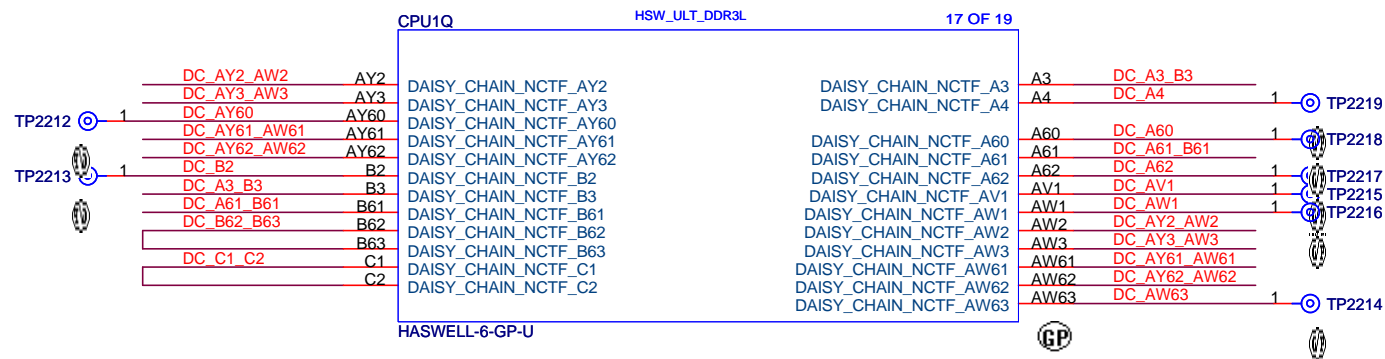 CPU1Q HSW_ULT_DDR3L 17 OF 19
DC_AY2_AW2 AY2 DAISY_CHAIN_NCTF_AY2
DC_AY3_AW3 AY3 DAISY_CHAIN_NCTF_AY3
TP2212 1 DC_AY60 AY60 DAISY_CHAIN_NCTF_AY60
DC_AY61_AW61 AY61 DAISY_CHAIN_NCTF_AY61
DC_AY62_AW62 AY62 DAISY_CHAIN_NCTF_AY62
TP2213 1 DC_B2 B2 DAISY_CHAIN_NCTF_B2
DC_A3_B3 B3 DAISY_CHAIN_NCTF_B3
DC_A61_B61 B61 DAISY_CHAIN_NCTF_B61
DC_B62_B63 B62 DAISY_CHAIN_NCTF_B62
B63 DAISY_CHAIN_NCTF_B63
DC_C1_C2 C1 DAISY_CHAIN_NCTF_C1
C2 DAISY_CHAIN_NCTF_C2
DAISY_CHAIN_NCTF_A3 A3 DC_A3_B3
DAISY_CHAIN_NCTF_A4 A4 DC_A4 1 TP2219
DAISY_CHAIN_NCTF_A60 A60 DC_A60 1 TP2218
DAISY_CHAIN_NCTF_A61 A61 DC_A61_B61
DAISY_CHAIN_NCTF_A62 A62 DC_A62 1 TP2217
DAISY_CHAIN_NCTF_AV1 AV1 DC_AV1 1 TP2215
DAISY_CHAIN_NCTF_AW1 AW1 DC_AW1 1 TP2216
DAISY_CHAIN_NCTF_AW2 AW2 DC_AY2_AW2
DAISY_CHAIN_NCTF_AW3 AW3 DC_AY3_AW3
DAISY_CHAIN_NCTF_AW61 AW61 DC_AY61_AW61
DAISY_CHAIN_NCTF_AW62 AW62 DC_AY62_AW62
DAISY_CHAIN_NCTF_AW63 AW63 DC_AW63 1 TP2214
HASWELL-6-GP-U
GP